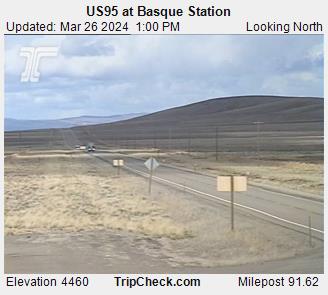 US95 at Basque Station
Updated: Mar 26 2024 1:00 PM Looking North
Elevation 4460 TripCheck.com Milepost 91.62